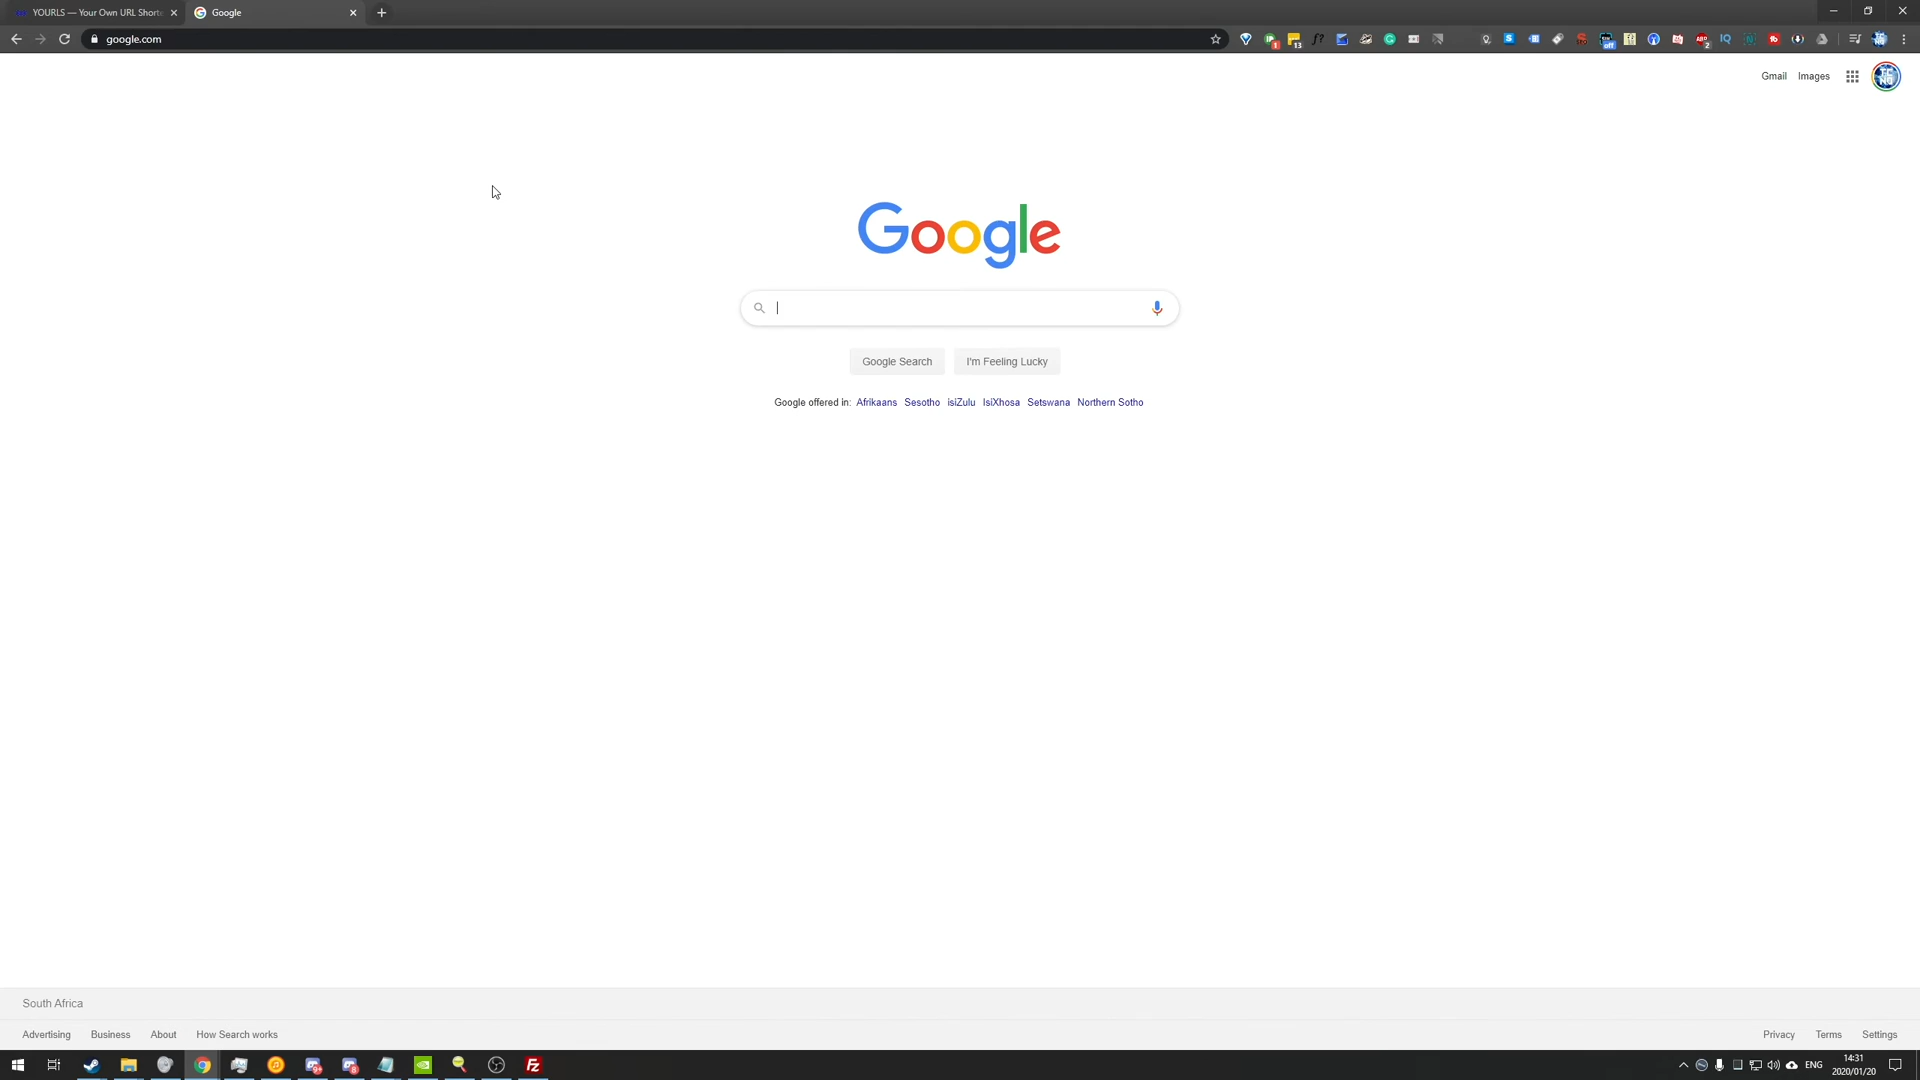 YOURLS — Your Own URL Shorte
Google
google.com
Gmail Images
Google
Google Search I'm Feeling Lucky
Google offered in: Afrikaans Sesotho isiZulu IsiXhosa Setswana Northern Sotho
South Africa
Advertising Business About How Search works
Privacy Terms Settings
ENG
14:31
2020/01/20